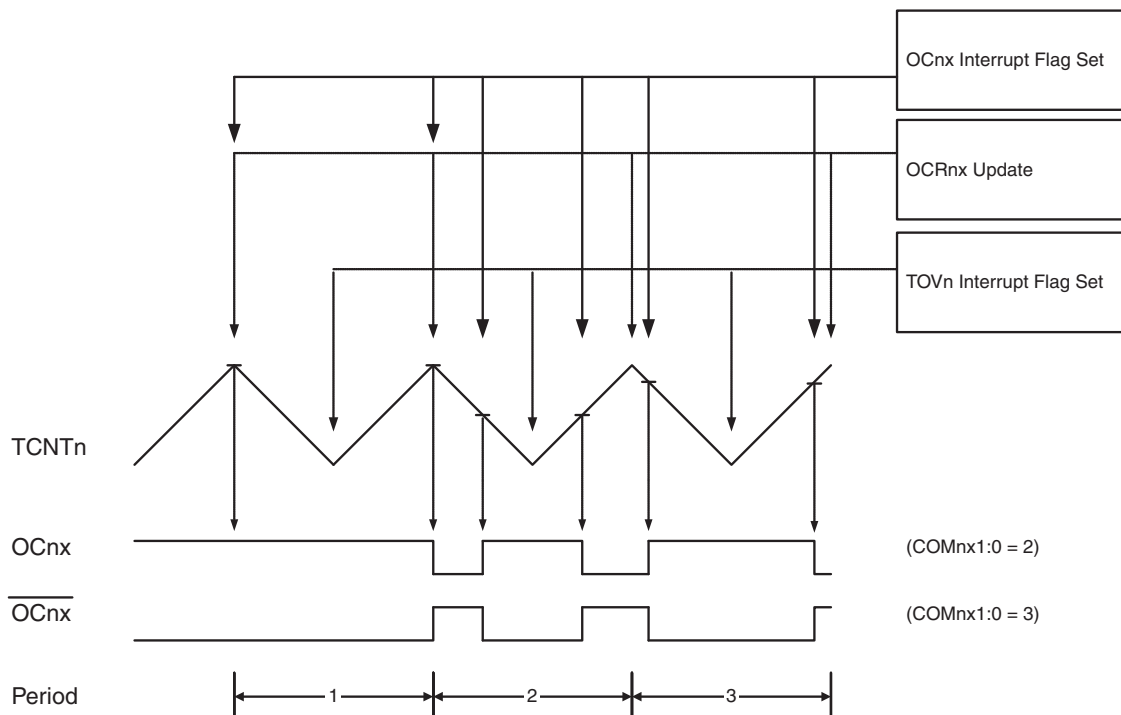 OCnx Interrupt Flag Set
OCRnx Update
TOVn Interrupt Flag Set
TCNTn
OCnx
(COMnx1:0 = 2)
OCnx
(COMnx1:0 = 3)
Period
1
2
3